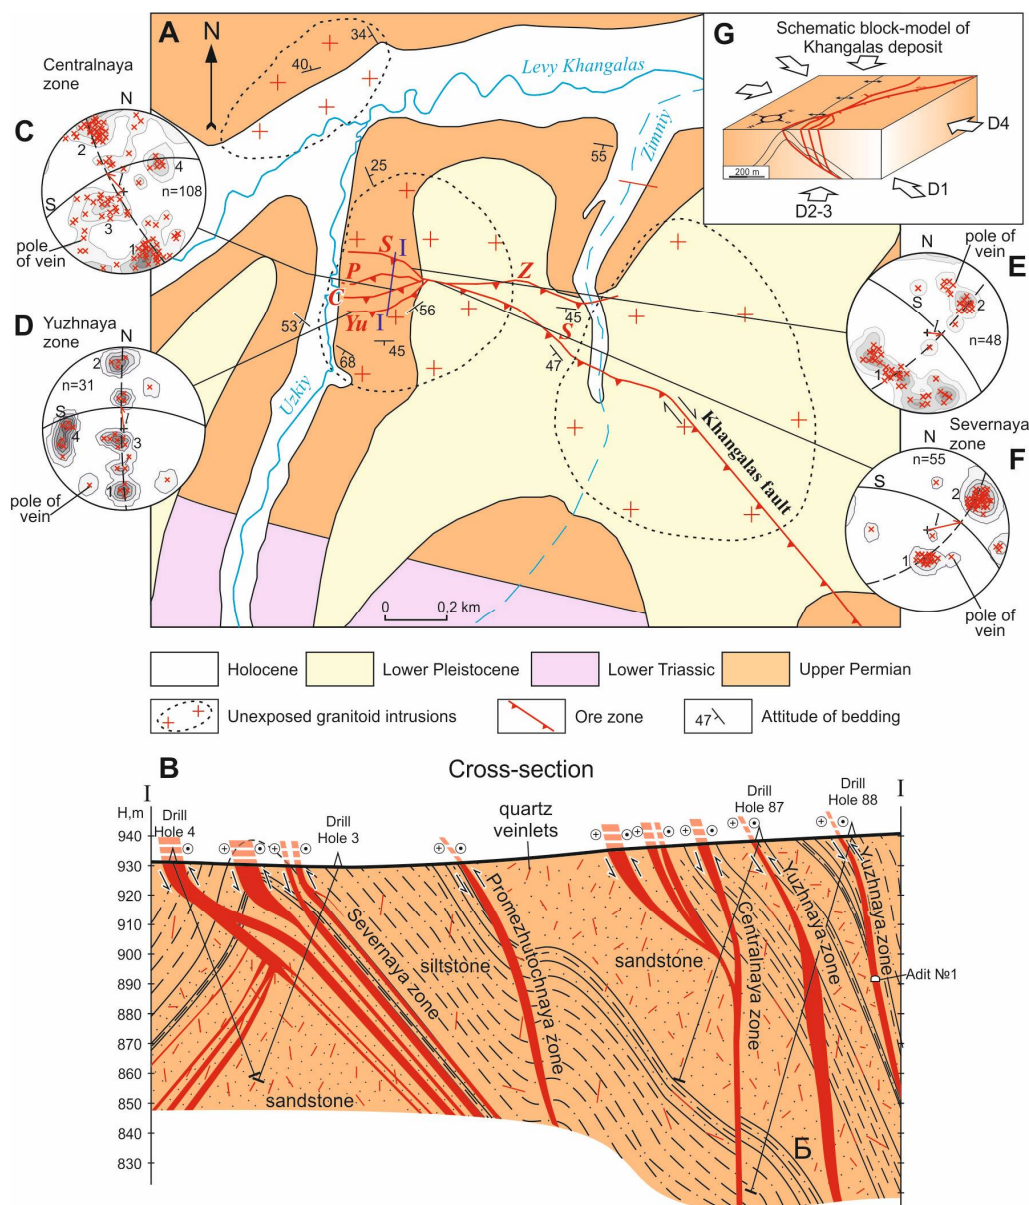 A
N
34
40
Levy Khangalas
Zimniy
25
55
G
Schematic block-model of
Khangalas deposit
D4
200 m
D1
D2-3
Centralnaya
zone
C
N
2
4
n=108
S
3
1
pole
of vein
S
I
P
C
Yu
I
Z
S
56
45
53
45
68
47
Uzkiy
Khangalas fault
0
0,2 km
D
Yuzhnaya
zone
N
2
n=31
S
4
3
1
pole of
vein
pole of
vein
E
N
S
2
n=48
1
Severnaya
zone
N
F
n=55
S
2
1
pole of
vein
Holocene
Lower Pleistocene
Lower Triassic
Upper Permian
Unexposed granitoid intrusions
Ore zone
47
Attitude of bedding
B
Cross-section
I
I
H,m
Drill
Hole 4
Drill
Hole 3
quartz
veinlets
Drill
Hole 87
Drill
Hole 88
940
930
920
910
900
890
880
870
860
850
840
830
Severnaya zone
siltstone
Promezhutochnaya zone
sandstone
Centralnaya zone
Yuzhnaya zone
Yuzhnaya zone
Adit №1
sandstone
Б